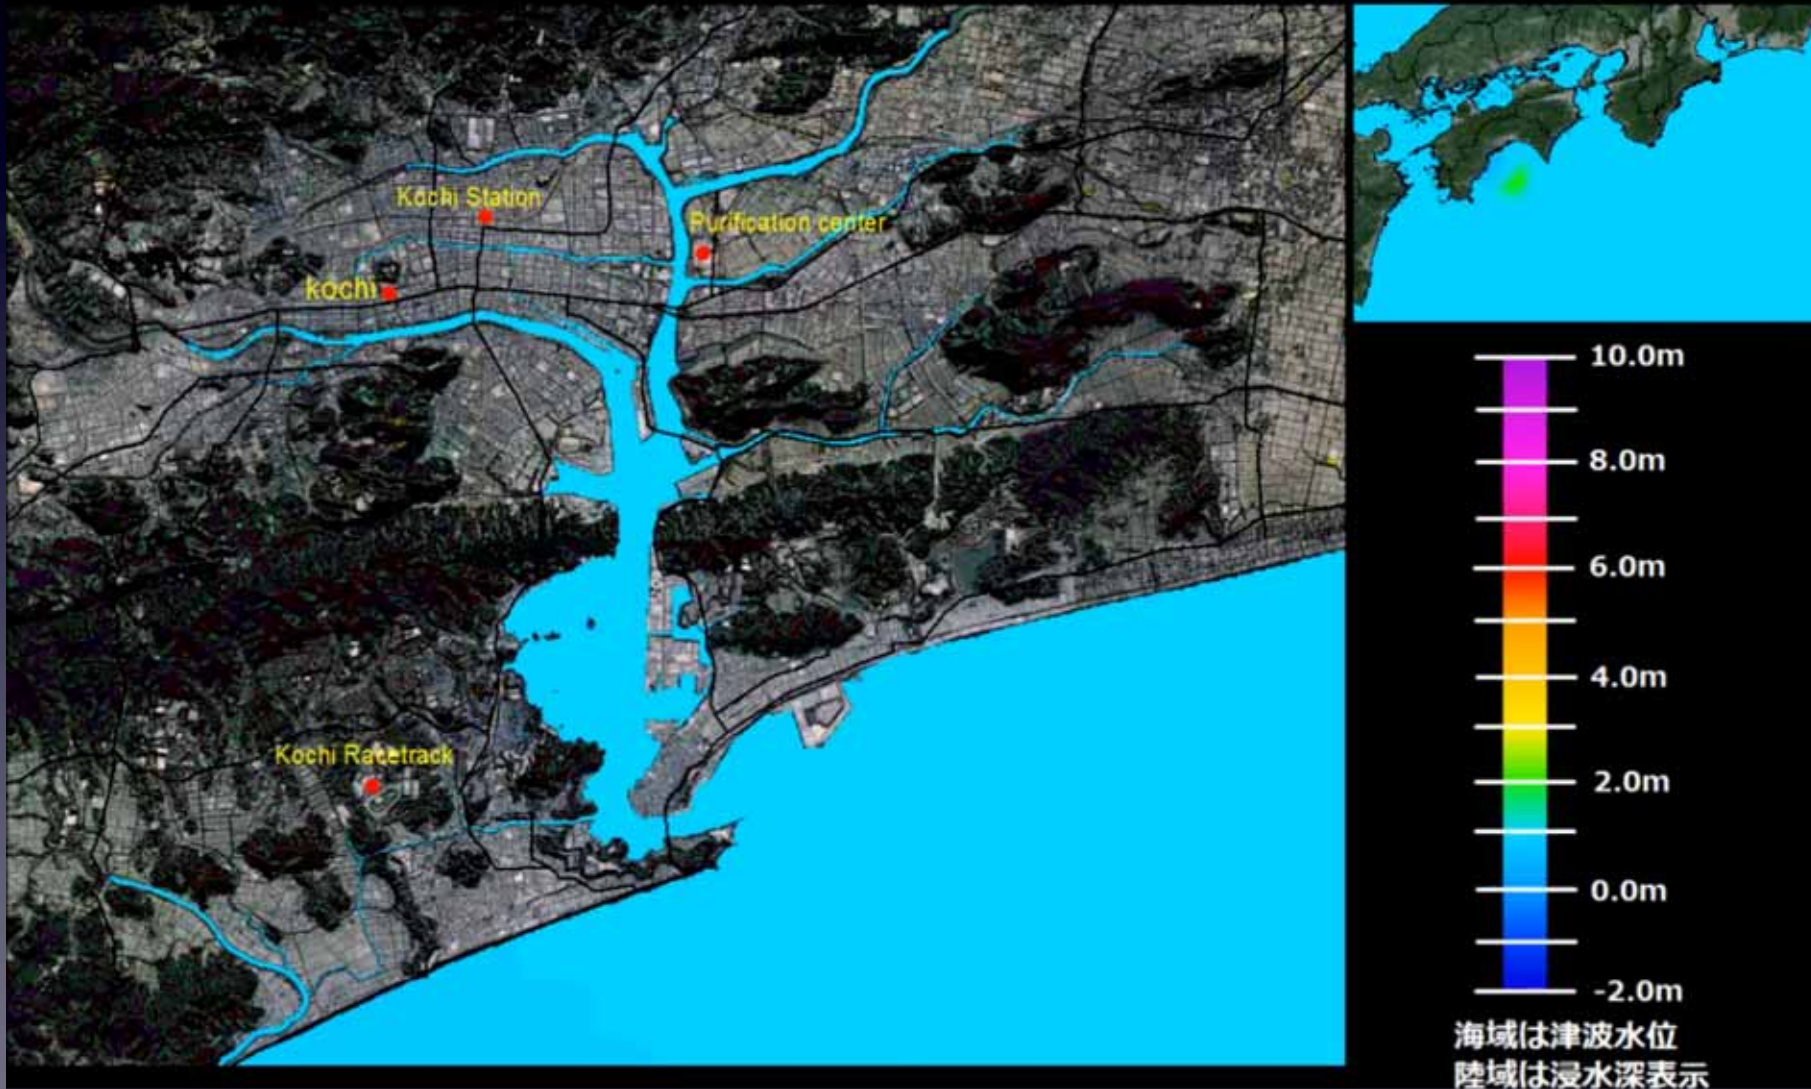 Kochi Station
Purification center
kochi
Kochi Racetrack
10.0m
8.0m
6.0m
4.0m
2.0m
0.0m
-2.0m
海域は津波水位
陸域は浸水深表示